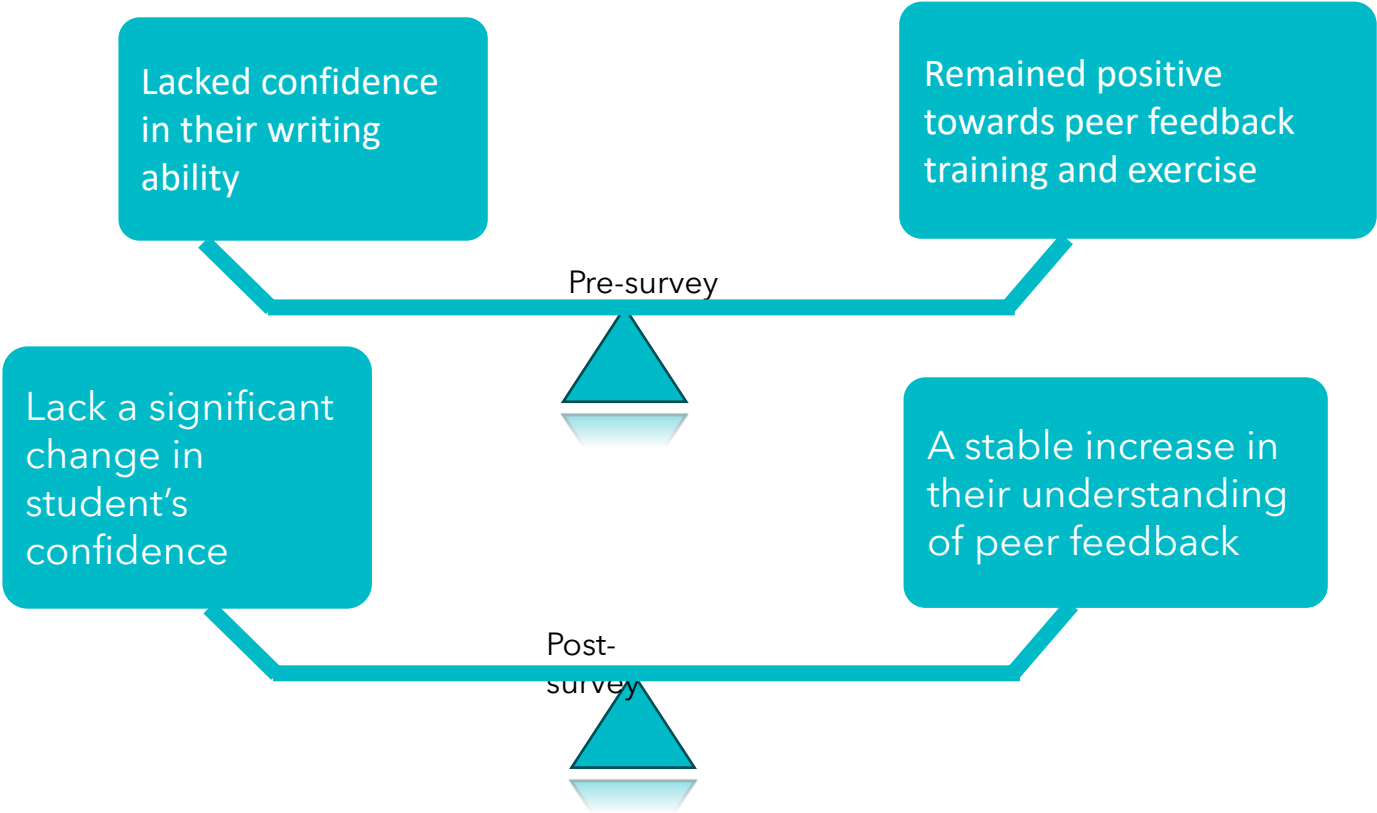 Lacked confidence
in their writing
ability
Remained positive
towards peer feedback
training and exercise
Pre-survey
Lack a significant
change in
student’s
confidence
A stable increase in
their understanding
of peer feedback
Post-
survey